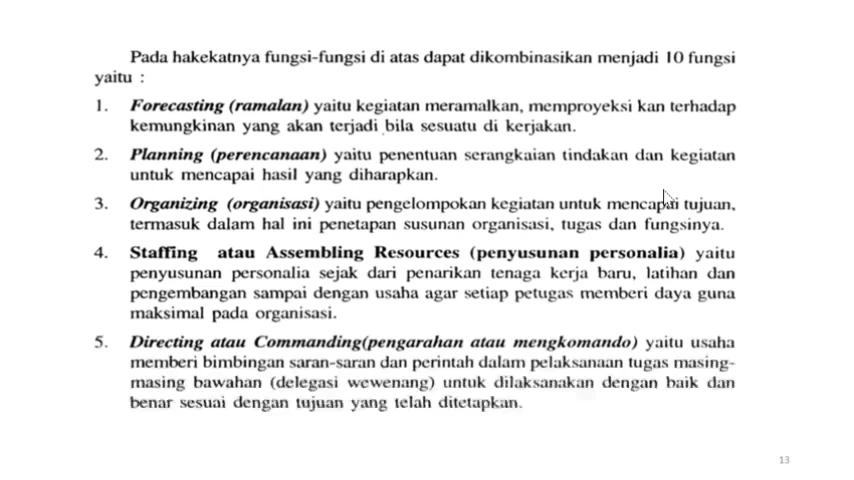 Pada hakekatnya fungsi-fungsi di atas dapat dikombinasikan menjadi 10 fungsi
yaitu :
1. Forecasting (ramalan) yaitu kegiatan meramalkan, memproyeksi kan terhadap
kemungkinan yang akan terjadi bila sesuatu di kerjakan.
2. Planning (perencanaan) yaitu penentuan serangkaian tindakan dan kegiatan
untuk mencapai hasil yang diharapkan.
3. Organizing (organisasi) yaitu pengelompokan kegiatan untuk mencapai tujuan,
termasuk dalam hal ini penetapan susunan organisasi, tugas dan fungsinya.
4. Staffing atau Assembling Resources (penyusunan personalia) yaitu
penyusunan personalia sejak dari penarikan tenaga kerja baru, latihan dan
pengembangan sampai dengan usaha agar setiap petugas memberi daya guna
maksimal pada organisasi.
5. Directing atau Commanding(pengarahan atau mengkomando) yaitu usaha
memberi bimbingan saran-saran dan perintah dalam pelaksanaan tugas masing-
masing bawahan (delegasi wewenang) untuk dilaksanakan dengan baik dan
benar sesuai dengan tujuan yang telah ditetapkan.
13